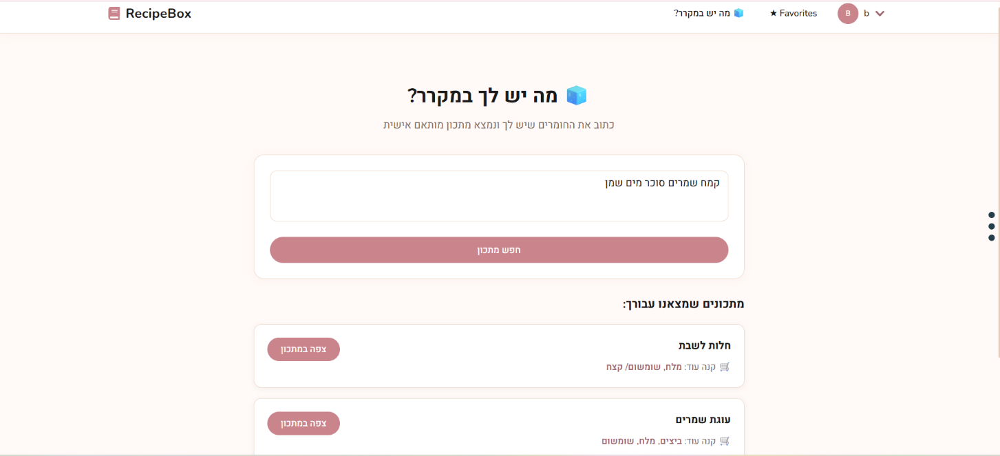 RecipeBox
מה יש במקרר?
★ Favorites
B
b
מה יש לך במקרר?
כתוב את החומרים שיש לך ונמצא מתכון מותאם אישית
קמח שמרים סוכר מים שמן
חפש מתכון
מתכונים שמצאנו עבורך:
חלות לשבת
קנה עוד: מלח, שומשום/ קצח
צפה במתכון
עוגת שמרים
קנה עוד: ביצים, מלח, שומשום
צפה במתכון